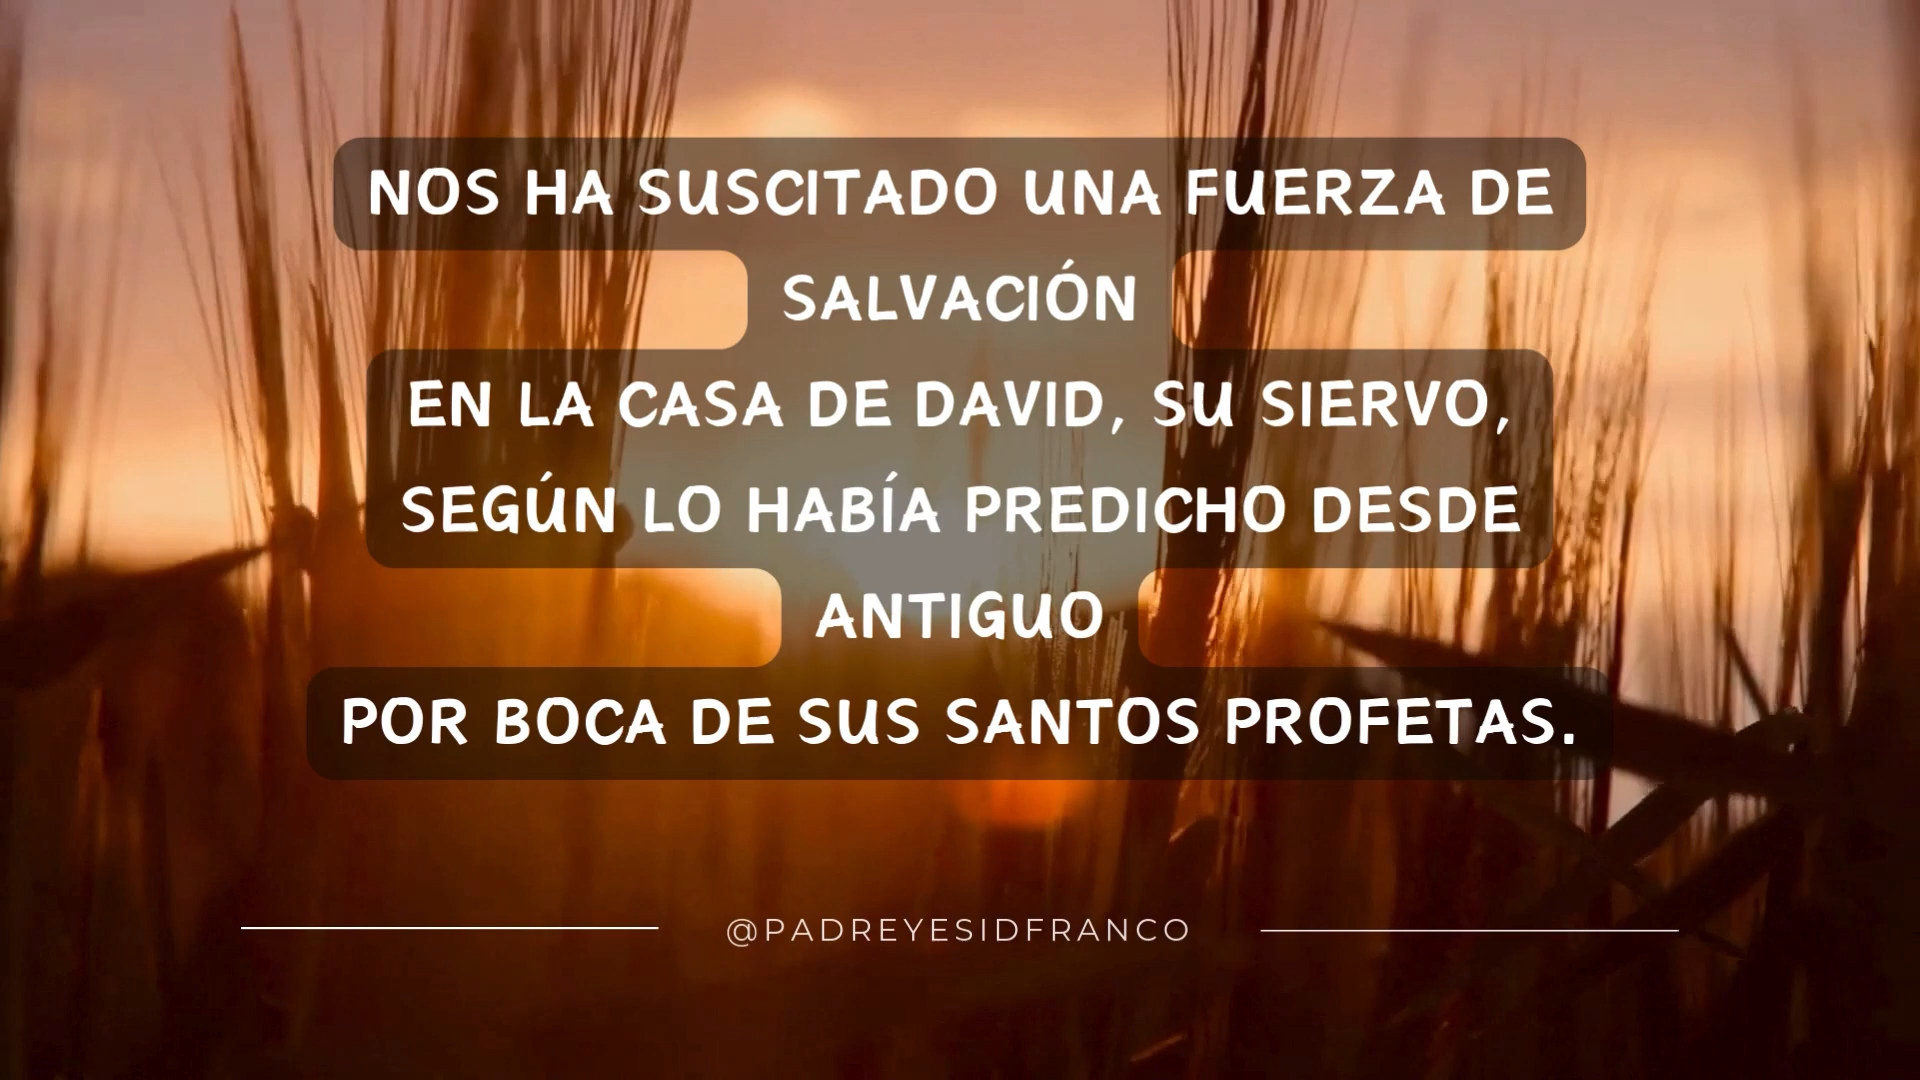 NOS HA SUSCITADO UNA FUERZA DE
SALVACIÓN
EN LA CASA DE DAVID, SU SIERVO,
SEGÚN LO HABÍA PREDICHO DESDE
ANTIGUO
POR BOCA DE SUS SANTOS PROFETAS.
@PADREYESIDFRANCO